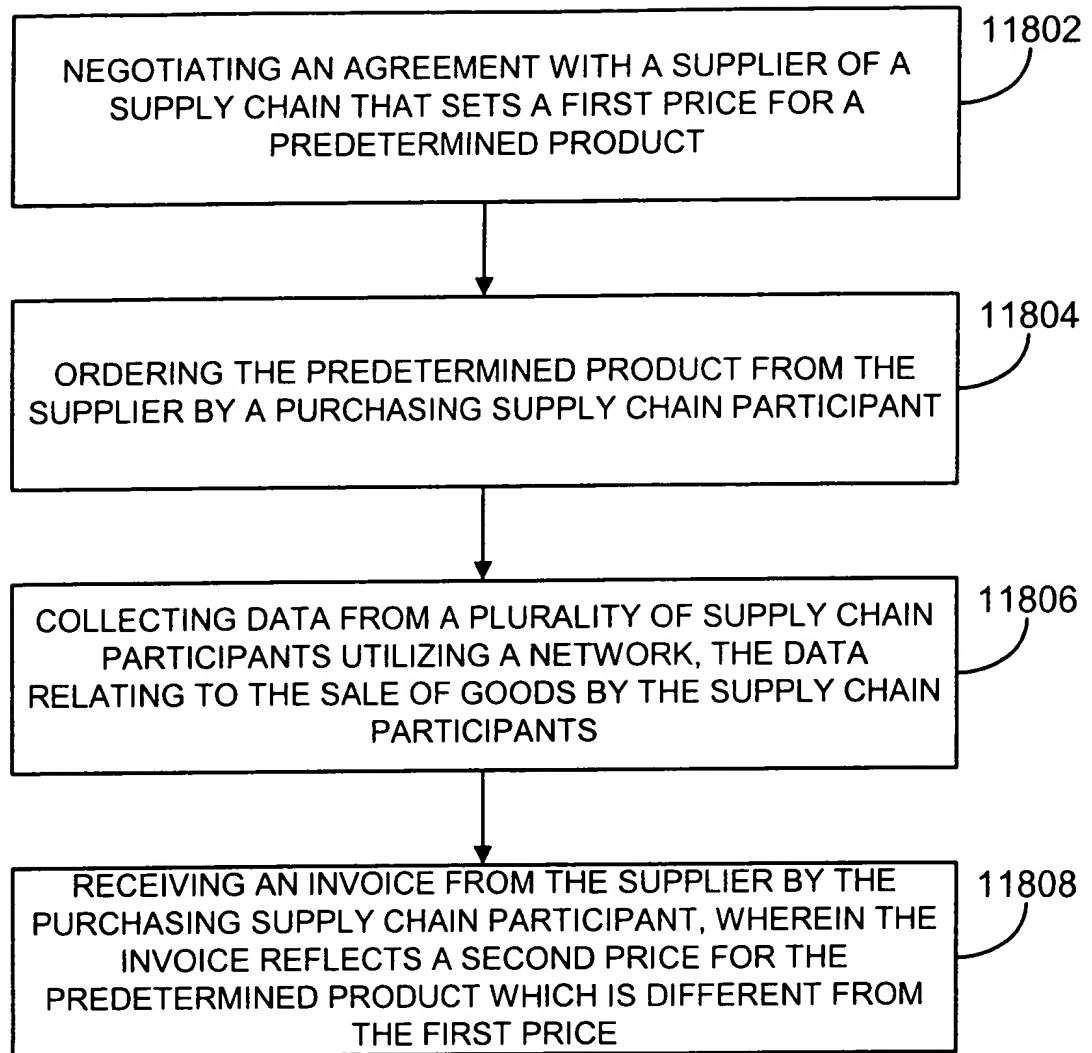 11802
NEGOTIATING AN AGREEMENT WITH A SUPPLIER OF A
SUPPLY CHAIN THAT SETS A FIRST PRICE FOR A
PREDETERMINED PRODUCT
11804
ORDERING THE PREDETERMINED PRODUCT FROM THE
SUPPLIER BY A PURCHASING SUPPLY CHAIN PARTICIPANT
11806
COLLECTING DATA FROM A PLURALITY OF SUPPLY CHAIN
PARTICIPANTS UTILIZING A NETWORK, THE DATA
RELATING TO THE SALE OF GOODS BY THE SUPPLY CHAIN
PARTICIPANTS
11808
RECEIVING AN INVOICE FROM THE SUPPLIER BY THE
PURCHASING SUPPLY CHAIN PARTICIPANT, WHEREIN THE
INVOICE REFLECTS A SECOND PRICE FOR THE
PREDETERMINED PRODUCT WHICH IS DIFFERENT FROM
THE FIRST PRICE